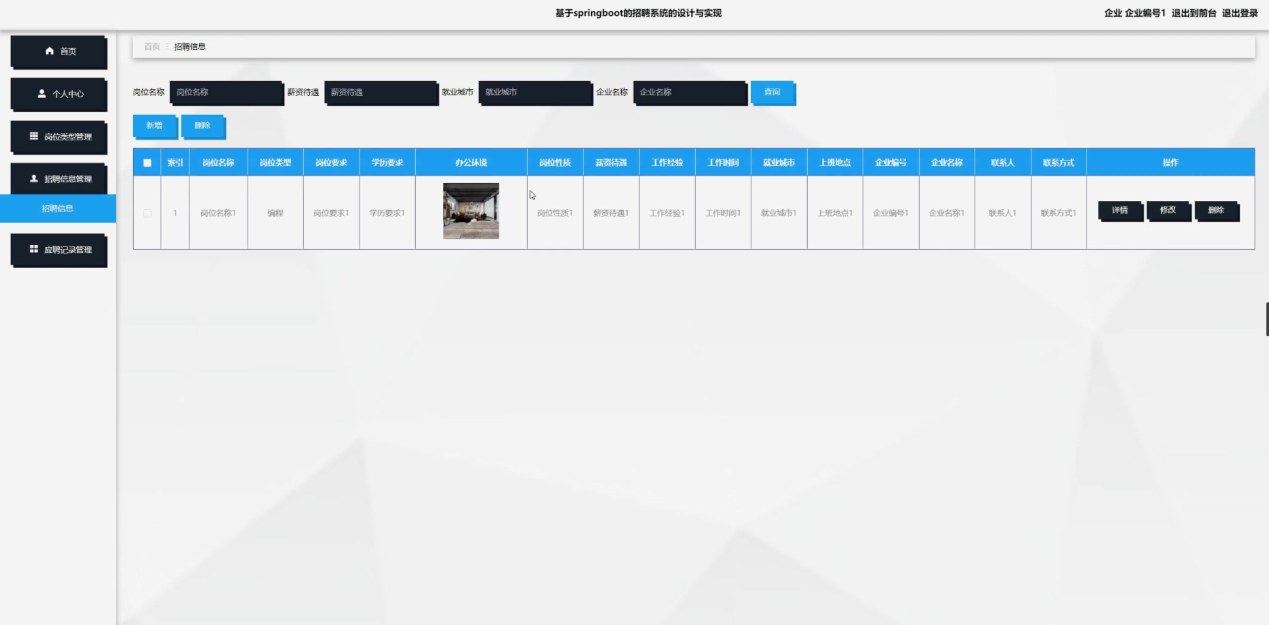 基于springboot的招聘系统的设计与实现
企业 企业编号1 退出到前台 退出登录
首页
个人中心
岗位类型管理
招聘信息管理
招聘信息
应聘记录管理
首页 招聘信息
岗位名称 岗位名称 薪资待遇 薪资待遇 就业城市 就业城市 企业名称 企业名称 查询
新增 删除
索引 岗位名称 岗位类型 岗位要求 学历要求 办公环境 岗位性质 薪资待遇 工作经验 工作时间 就业城市 上班地点 企业编号 企业名称 联系人 联系方式 操作
1 岗位名称1 编程 岗位要求1 学历要求1 岗位性质1 薪资待遇1 工作经验1 工作时间1 就业城市1 上班地点1 企业编号1 企业名称1 联系人1 联系方式1 详情 修改 删除